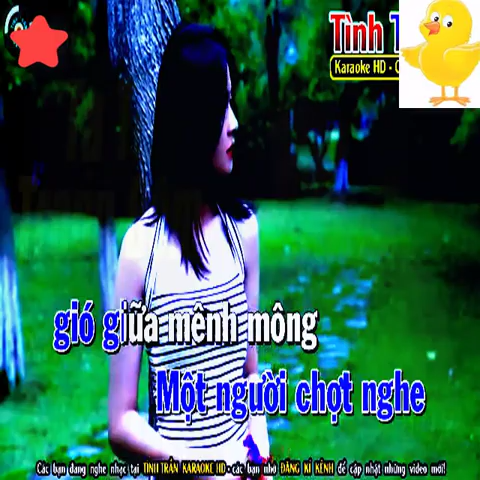 Tình T
Karaoke HD - C
gió giữa mênh mông
Một người chợt nghe
Các bạn đang nghe nhạc tại TÌNH TRẦN KARAOKE HD - các bạn nhớ ĐĂNG KÍ KÊNH để cập nhật những video mới!